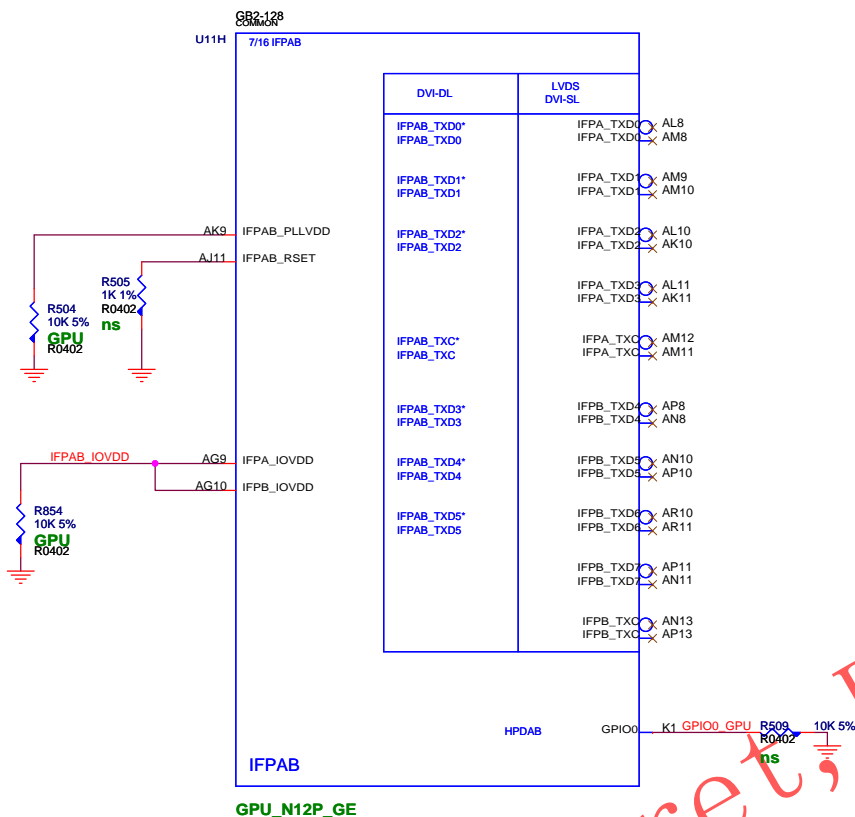 GB2-128
COMMON
U11H
7/16 IFPAB
DVI-DL
LVDS
DVI-SL
IFPAB_TXD0*
IFPAB_TXD0
IFPA_TXD0
IFPA_TXD0
AL8
AM8
IFPAB_TXD1*
IFPAB_TXD1
IFPA_TXD1
IFPA_TXD1
AM9
AM10
AK9
IFPAB_PLLVDD
IFPAB_TXD2*
IFPAB_TXD2
IFPA_TXD2
IFPA_TXD2
AL10
AK10
AJ11
IFPAB_RSET
IFPA_TXD3
IFPA_TXD3
AL11
AK11
R505
1K 1%
R0402
ns
R504
10K 5%
GPU
R0402
IFPAB_TXC*
IFPAB_TXC
IFPA_TXC
IFPA_TXC
AM12
AM11
IFPAB_TXD3*
IFPAB_TXD3
IFPB_TXD4
IFPB_TXD4
AP8
AN8
IFPAB_IOVDD
AG9
IFPA_IOVDD
IFPAB_TXD4*
IFPAB_TXD4
IFPB_TXD5
IFPB_TXD5
AN10
AP10
AG10
IFPB_IOVDD
R854
10K 5%
GPU
R0402
IFPAB_TXD5*
IFPAB_TXD5
IFPB_TXD6
IFPB_TXD6
AR10
AR11
IFPB_TXD7
IFPB_TXD7
AP11
AN11
IFPB_TXC
IFPB_TXC
AN13
AP13
HPDAB
GPIO0
K1
GPIO0_GPU
R509
R0402
ns
10K 5%
IFPAB
GPU_N12P_GE